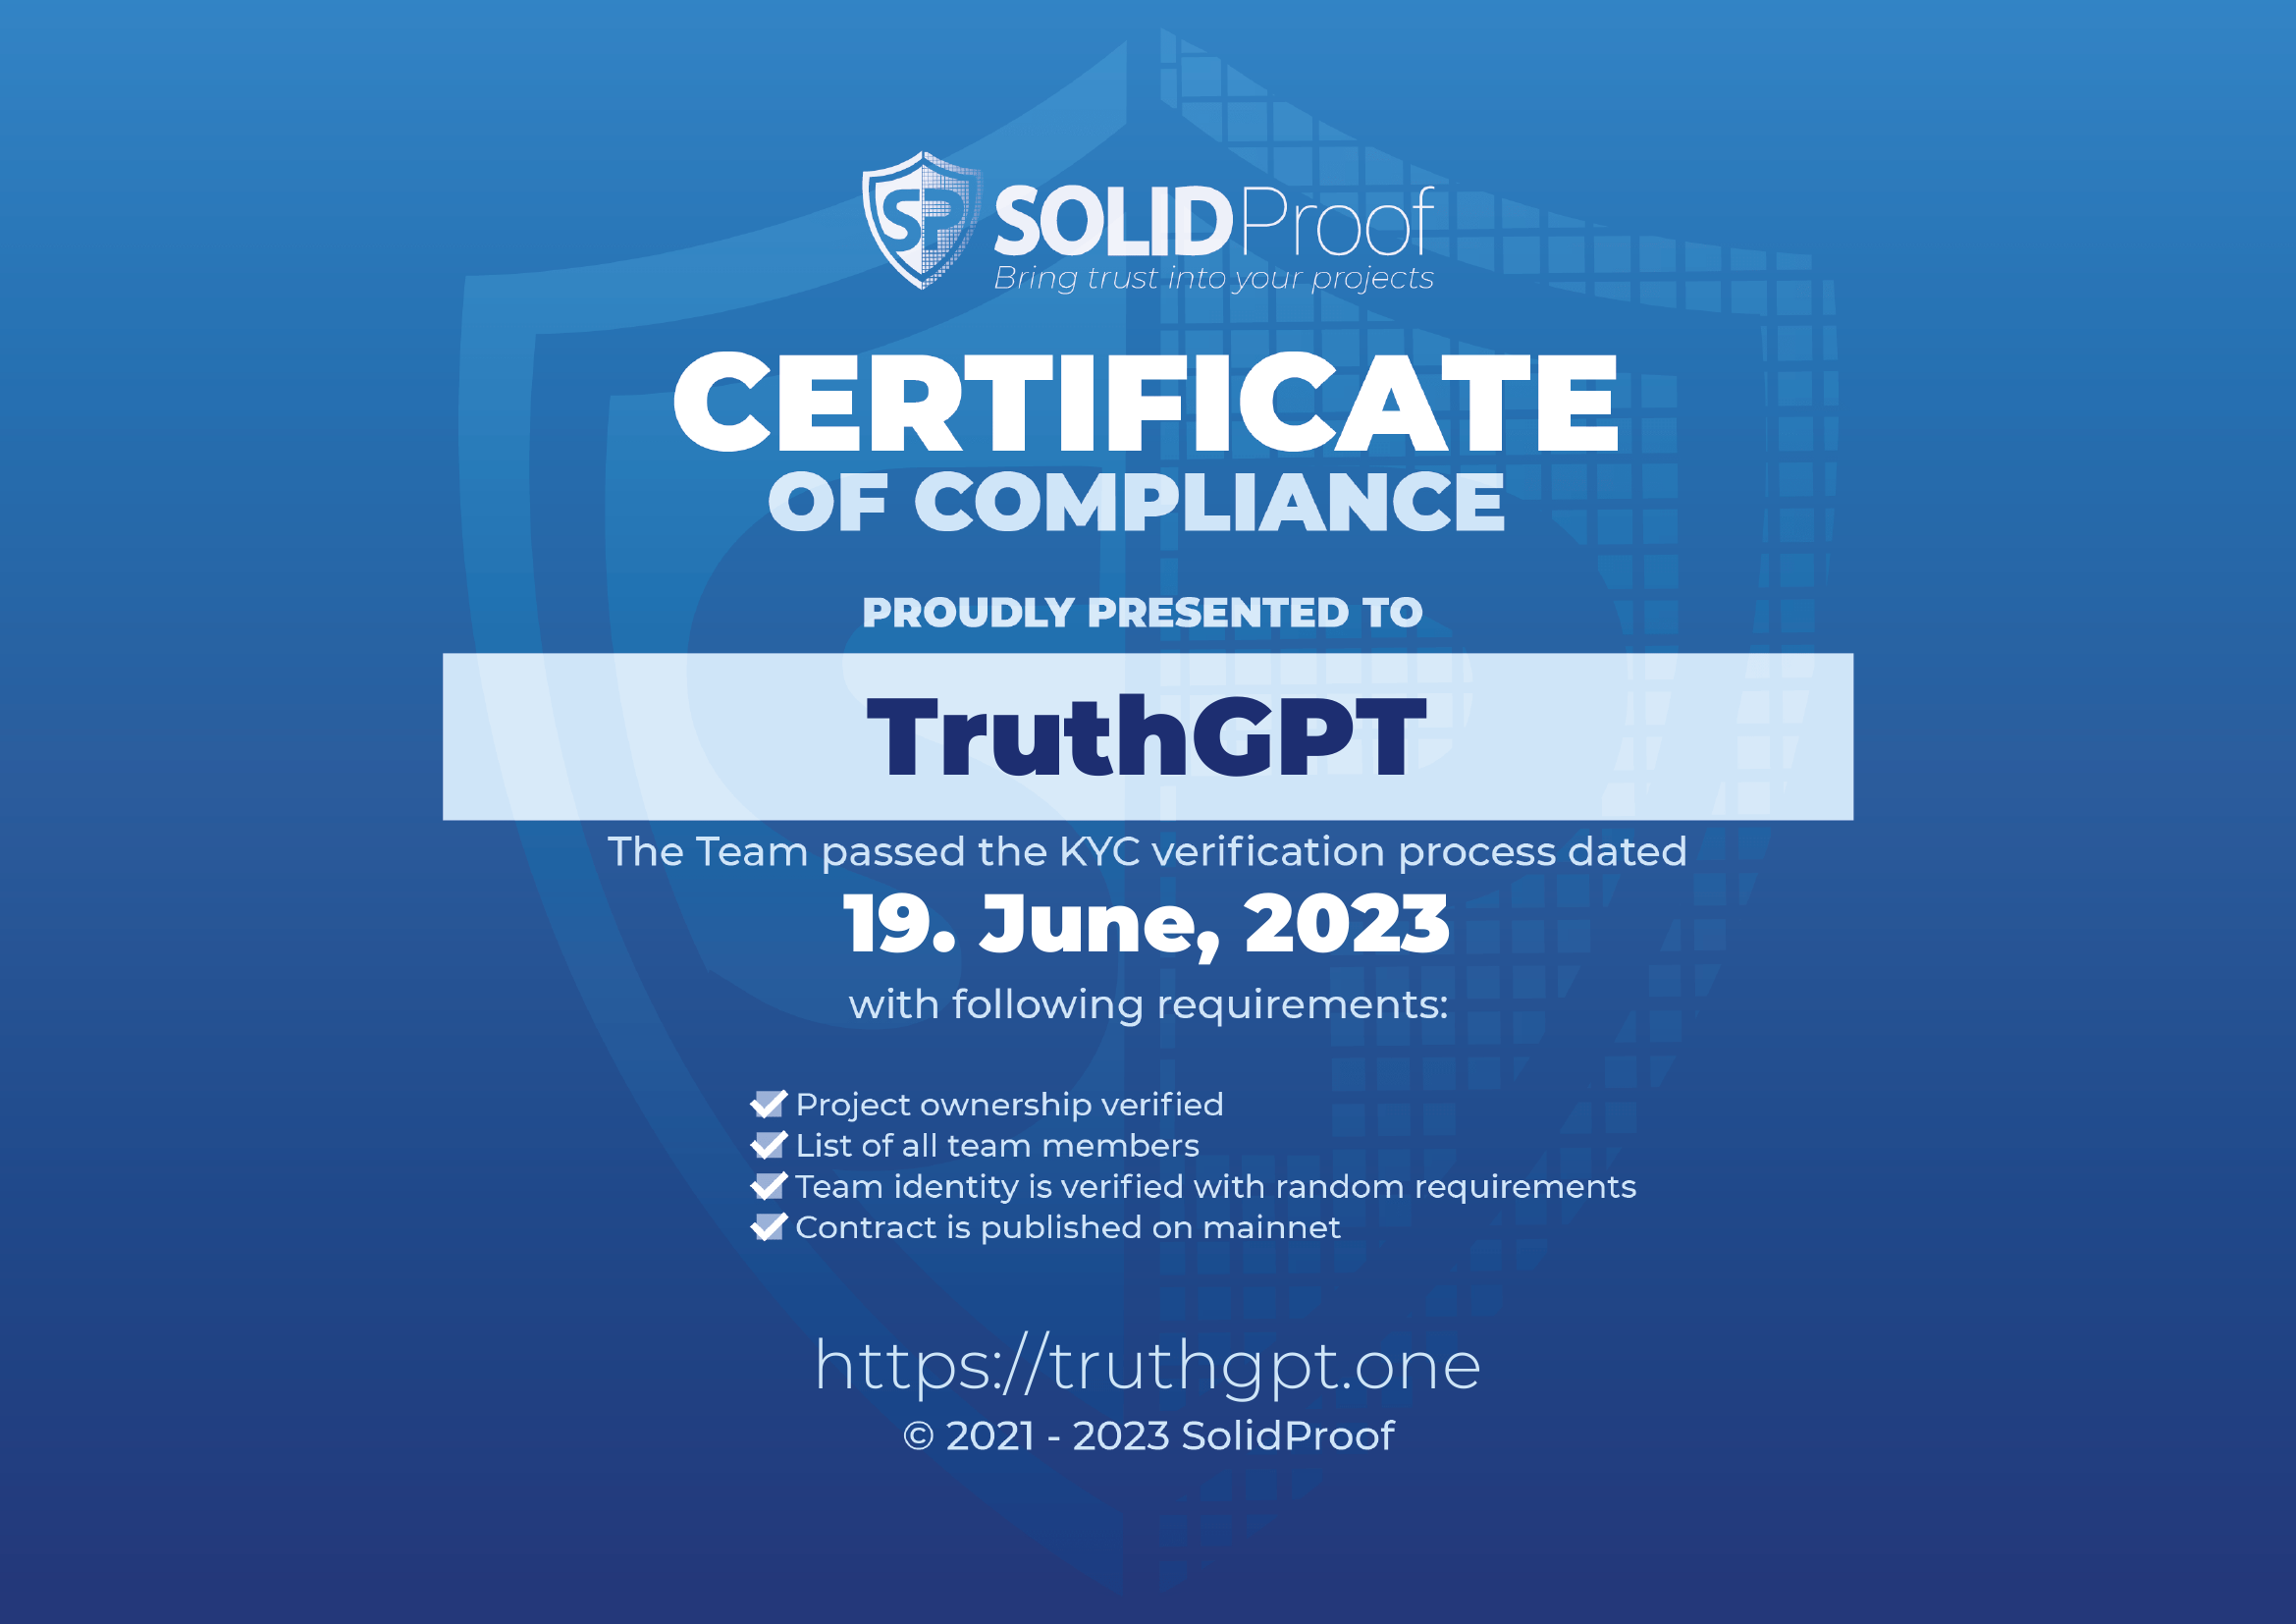 SP SOLIDProof
Bring trust into your projects
CERTIFICATE
OF COMPLIANCE
PROUDLY PRESENTED TO
TruthGPT
The Team passed the KYC verification process dated
19. June, 2023
with following requirements:
Project ownership verified
List of all team members
Team identity is verified with random requirements
Contract is published on mainnet
https://truthgpt.one
© 2021 - 2023 SolidProof